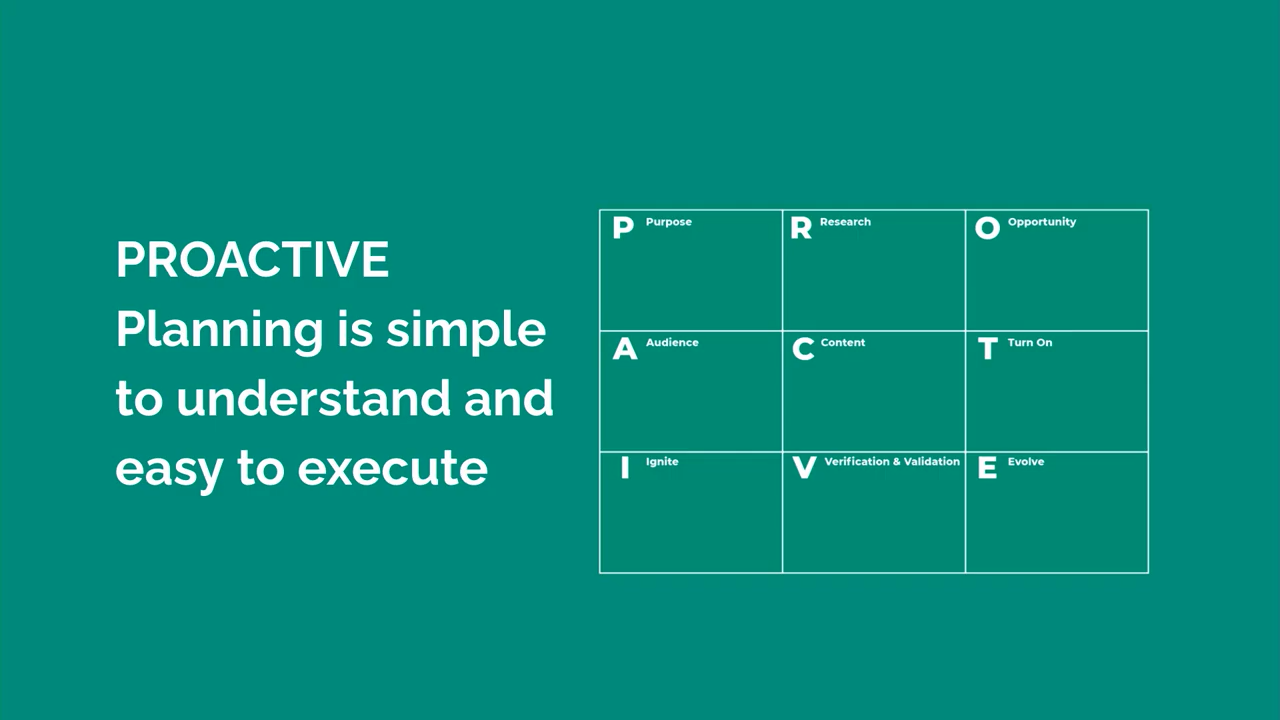 PROACTIVE
Planning is simple
to understand and
easy to execute
P Purpose
R Research
O Opportunity
A Audience
C Content
T Turn On
I Ignite
V Verification & Validation
E Evolve